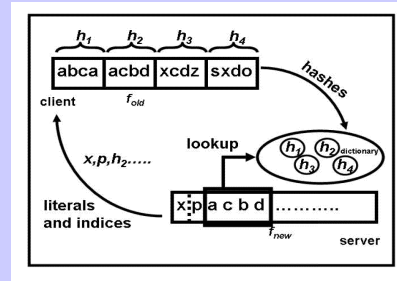 h1 h2 h3 h4
abca acbd xcdz sxdo
client fold
hashes
lookup
h1 h2 dictionary
h3 h4
x,p,h2.....
literals
and indices
x p a c b d ...........
fnew
server